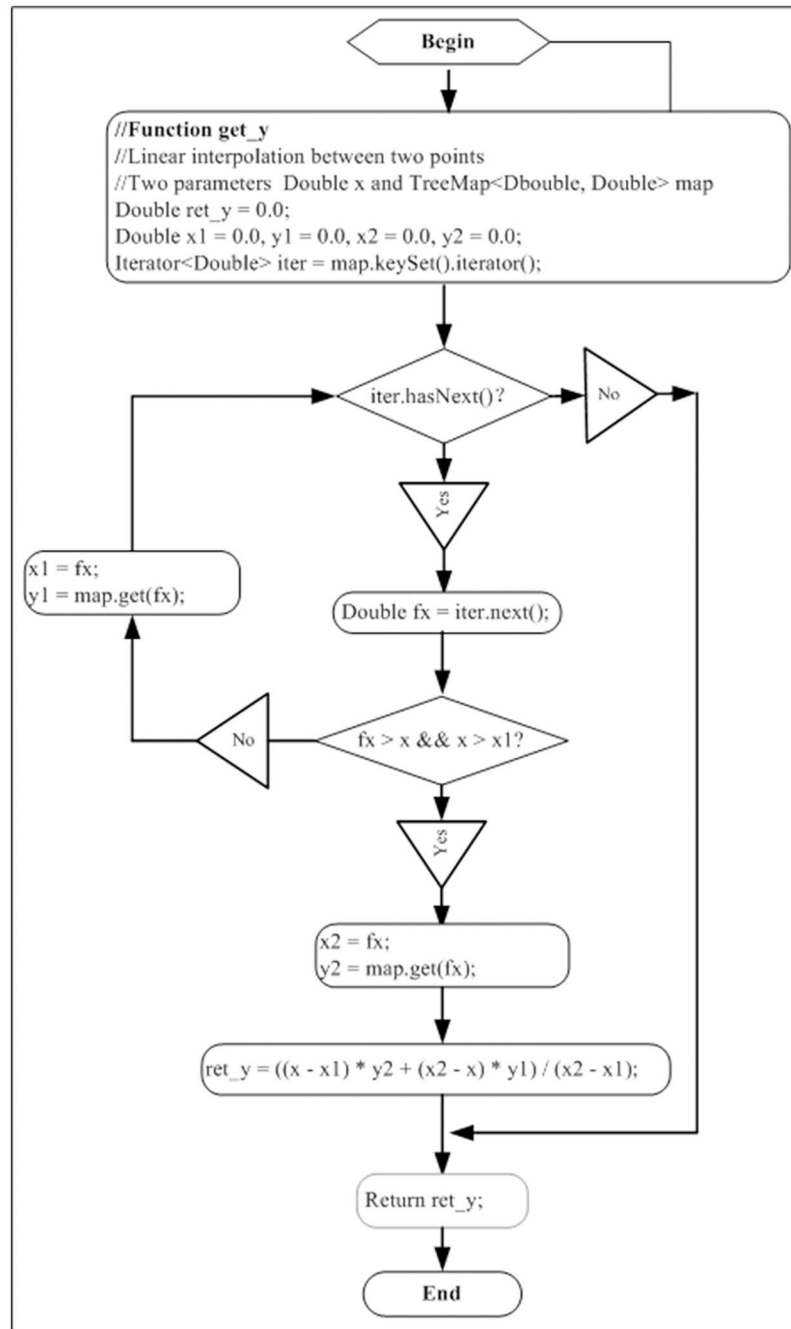 Begin
//Function get_y
//Linear interpolation between two points
//Two parameters Double x and TreeMap<Dbouble, Double> map
Double ret_y = 0.0;
Double x1 = 0.0, y1 = 0.0, x2 = 0.0, y2 = 0.0;
Iterator<Double> iter = map.keySet().iterator();
iter.hasNext()?
No
Yes
x1 = fx;
y1 = map.get(fx);
Double fx = iter.next();
No
fx > x && x > x1?
Yes
x2 = fx;
y2 = map.get(fx);
ret_y = ((x - x1) * y2 + (x2 - x) * y1) / (x2 - x1);
Return ret_y;
End